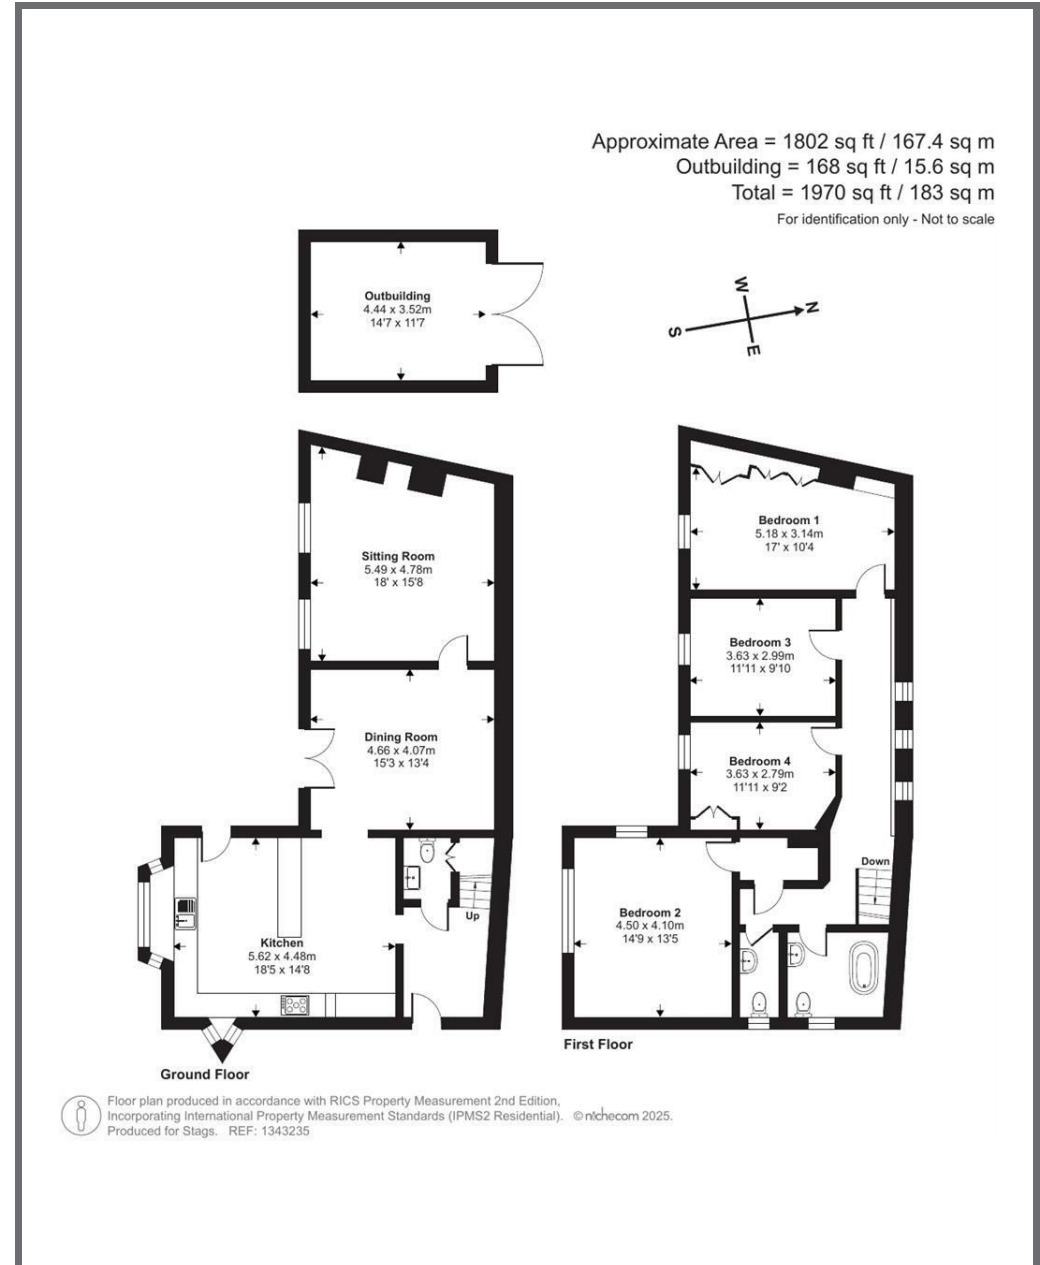 Approximate Area = 1802 sq ft / 167.4 sq m
Outbuilding = 168 sq ft / 15.6 sq m
Total = 1970 sq ft / 183 sq m
For identification only - Not to scale
Outbuilding
4.44 x 3.52m
14'7 x 11'7
W
N
S
E
Sitting Room
5.49 x 4.78m
18' x 15'8
Dining Room
4.66 x 4.07m
15'3 x 13'4
Kitchen
5.62 x 4.48m
18'5 x 14'8
Up
Ground Floor
Bedroom 1
5.18 x 3.14m
17' x 10'4
Bedroom 3
3.63 x 2.99m
11'11 x 9'10
Bedroom 4
3.63 x 2.79m
11'11 x 9'2
Down
Bedroom 2
4.50 x 4.10m
14'9 x 13'5
First Floor
Floor plan produced in accordance with RICS Property Measurement 2nd Edition,
Incorporating International Property Measurement Standards (IPMS2 Residential). © nichecom 2025.
Produced for Stags. REF: 1343235